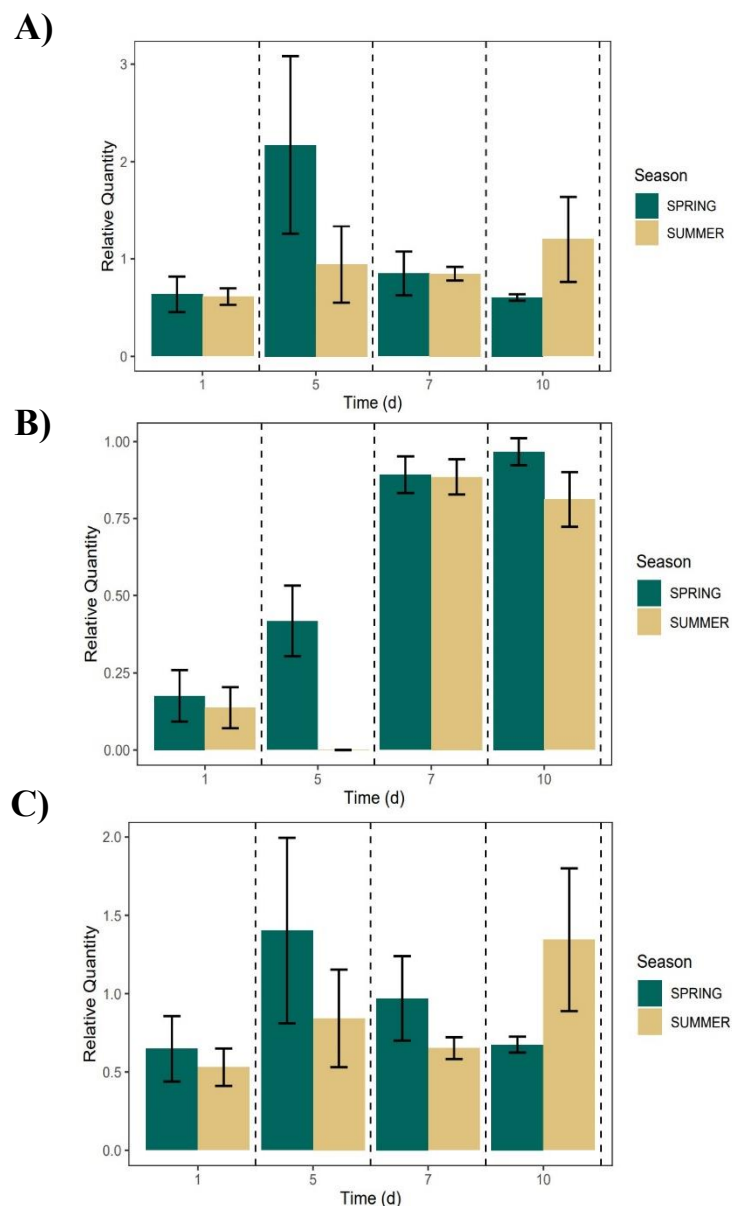 A)
3
2
1
0
Relative Quantity
1 5 7 10
Time (d)
Season
SPRING
SUMMER
B)
1.00
0.75
0.50
0.25
0.00
Relative Quantity
1 5 7 10
Time (d)
Season
SPRING
SUMMER
C)
2.0
1.5
1.0
0.5
0.0
Relative Quantity
1 5 7 10
Time (d)
Season
SPRING
SUMMER